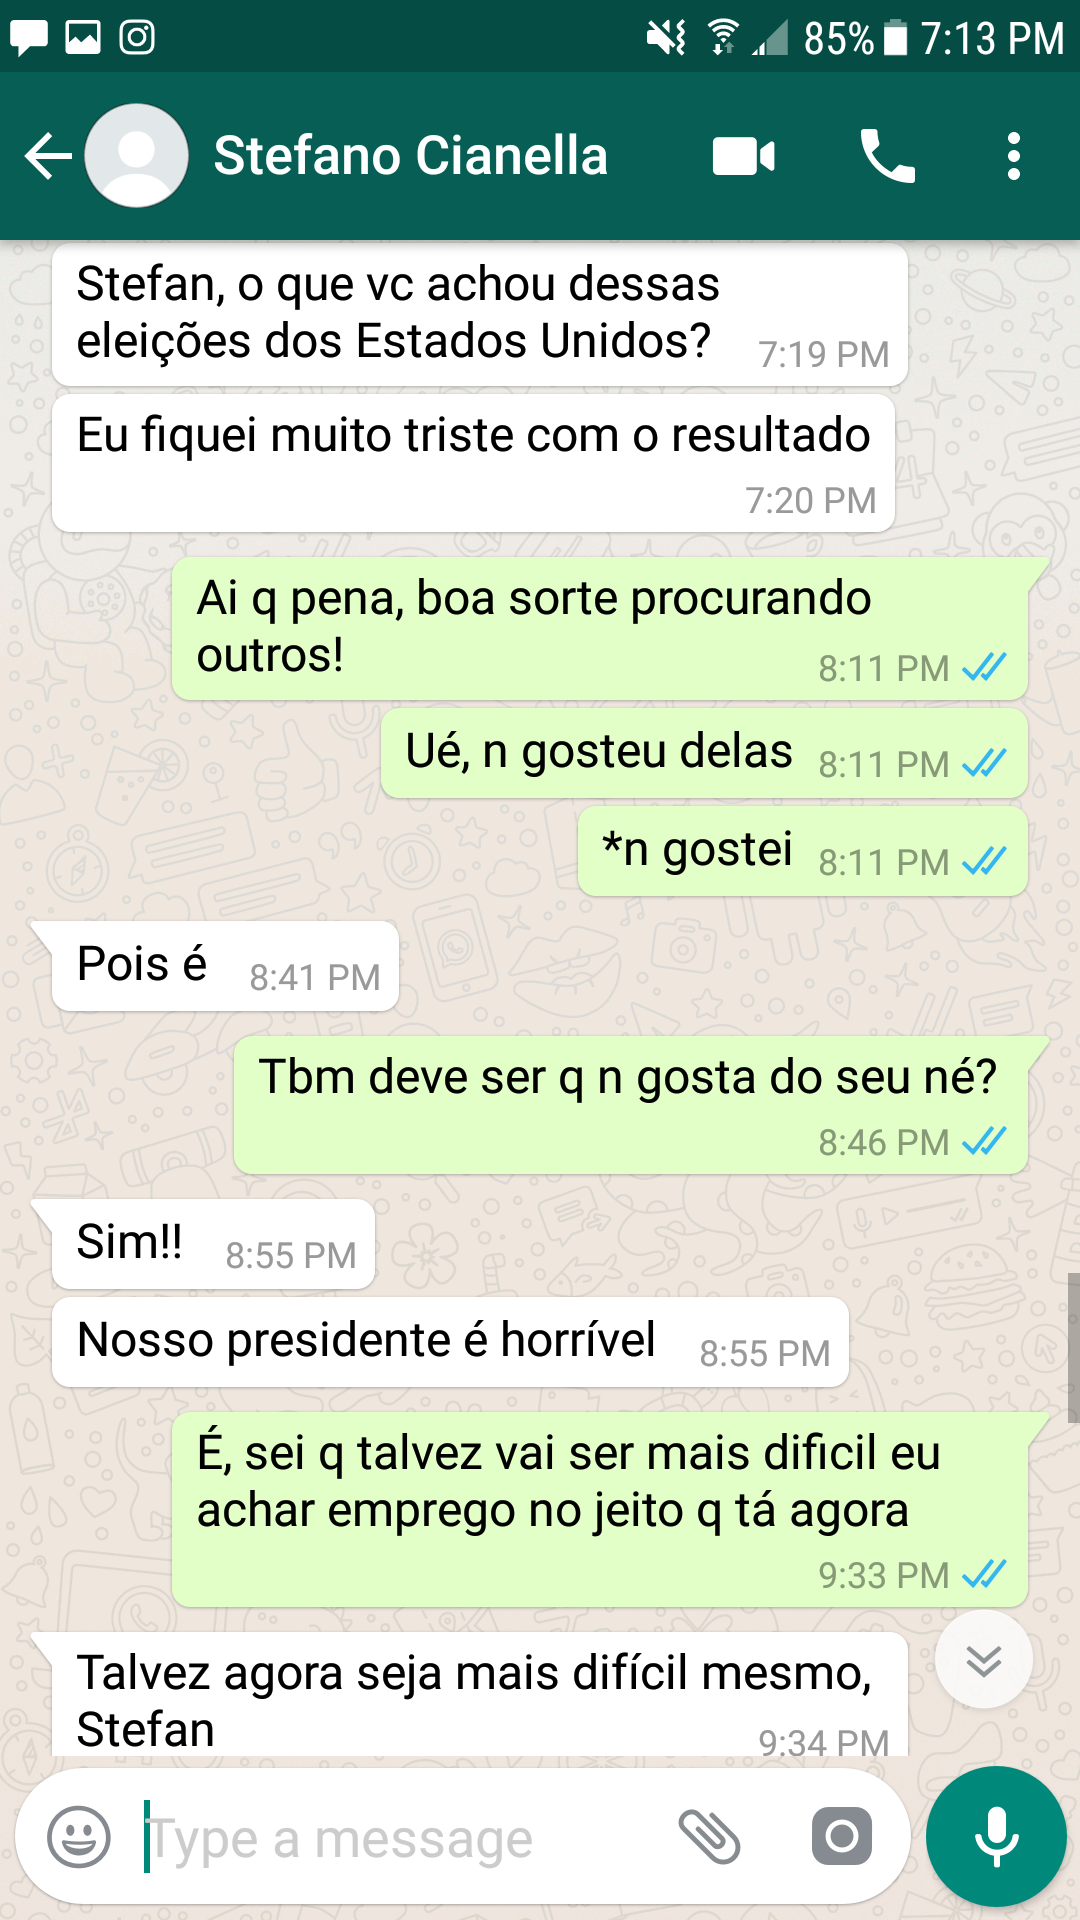 85% 7:13 PM
Stefano Cianella
Stefan, o que vc achou dessas
eleições dos Estados Unidos?
7:19 PM
Eu fiquei muito triste com o resultado
7:20 PM
Ai q pena, boa sorte procurando
outros!
8:11 PM
Ué, n gosteu delas 8:11 PM
*n gostei 8:11 PM
Pois é 8:41 PM
Tbm deve ser q n gosta do seu né?
8:46 PM
Sim!! 8:55 PM
Nosso presidente é horrível 8:55 PM
É, sei q talvez vai ser mais dificil eu
achar emprego no jeito q tá agora
9:33 PM
Talvez agora seja mais difícil mesmo,
Stefan
9:34 PM
Type a message